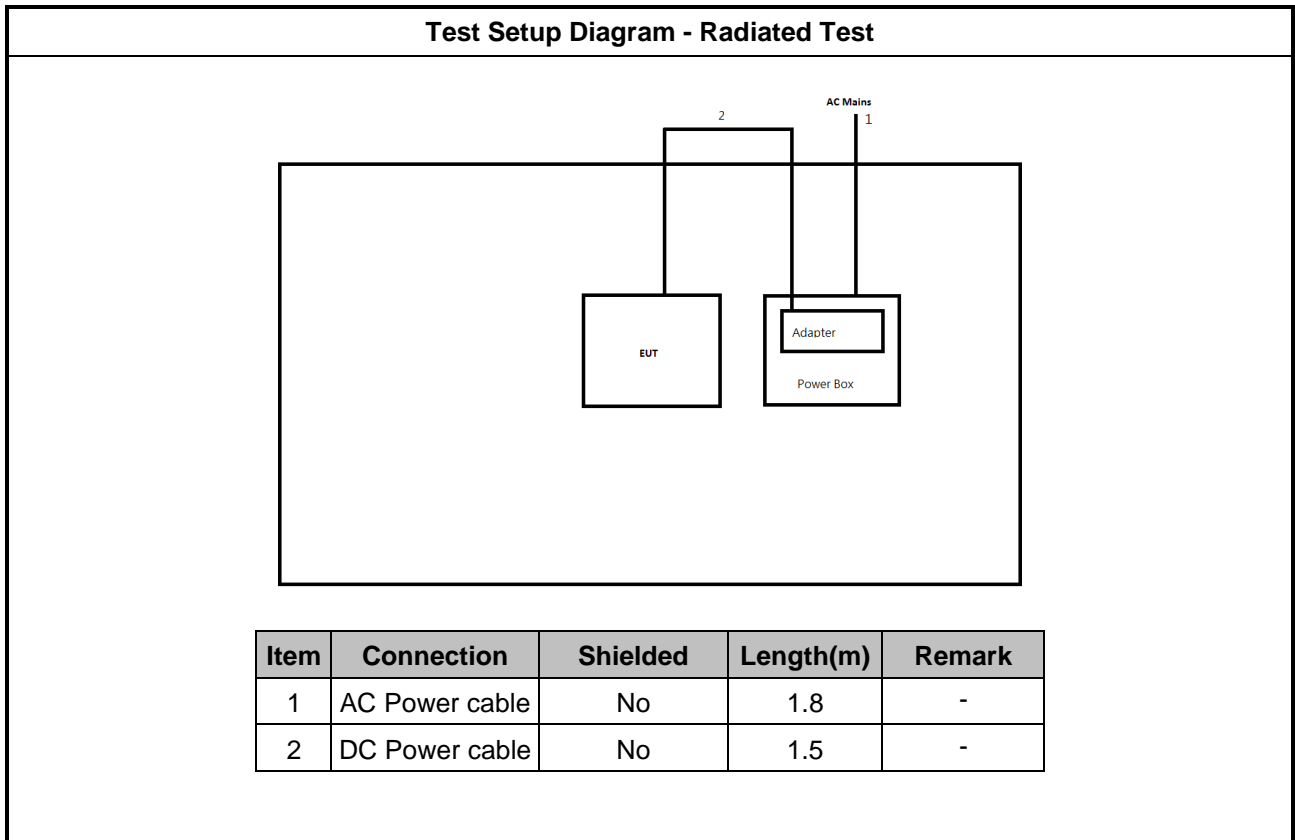 Test Setup Diagram - Radiated Test
AC Mains
2
1
Adapter
EUT
Power Box
Item Connection Shielded Length(m) Remark
1 AC Power cable No 1.8 -
2 DC Power cable No 1.5 -